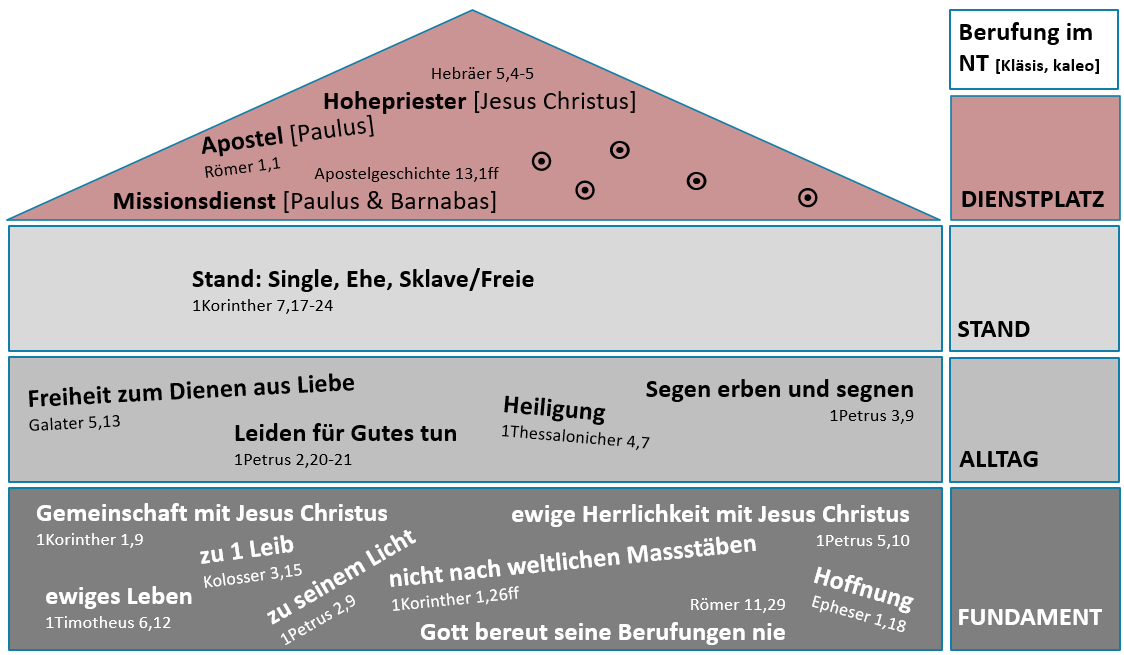 Berufung im
NT [Kläsis, kaleo]
Hebräer 5,4-5
Hohepriester [Jesus Christus]
Apostel [Paulus]
Römer 1,1
Apostelgeschichte 13,1ff
Missionsdienst [Paulus & Barnabas]
DIENSTPLATZ
Stand: Single, Ehe, Sklave/Freie
1Korinther 7,17-24
STAND
Freiheit zum Dienen aus Liebe
Galater 5,13
Leiden für Gutes tun
1Petrus 2,20-21
Heiligung
1Thessalonicher 4,7
Segen erben und segnen
1Petrus 3,9
ALLTAG
Gemeinschaft mit Jesus Christus
1Korinther 1,9
ewige Herrlichkeit mit Jesus Christus
1Petrus 5,10
zu 1 Leib
Kolosser 3,15
zu seinem Licht
1Petrus 2,9
nicht nach weltlichen Massstäben
1Korinther 1,26ff
ewiges Leben
1Timotheus 6,12
Hoffnung
Epheser 1,18
Römer 11,29
Gott bereut seine Berufungen nie
FUNDAMENT